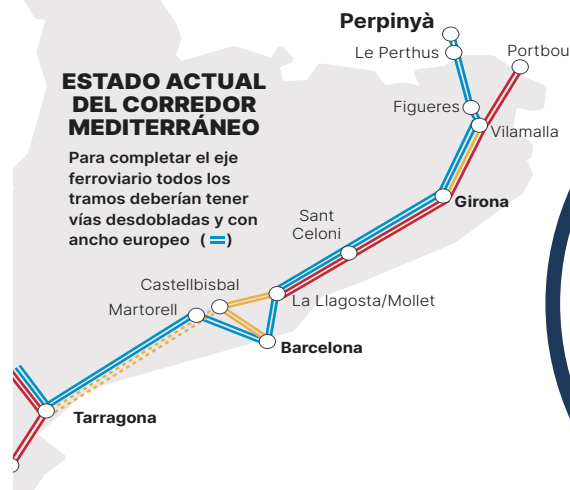 Perpinyà
Le Perthus
Portbou
ESTADO ACTUAL
DEL CORREDOR
MEDITERRÁNEO
Figueres
Vilamalla
Para completar el eje
ferroviario todos los
tramos deberían tener
vías desdobladas y con
ancho europeo (=)
Girona
Sant
Celoni
Castellbisbal
La Llagosta/Mollet
Martorell
Barcelona
Tarragona